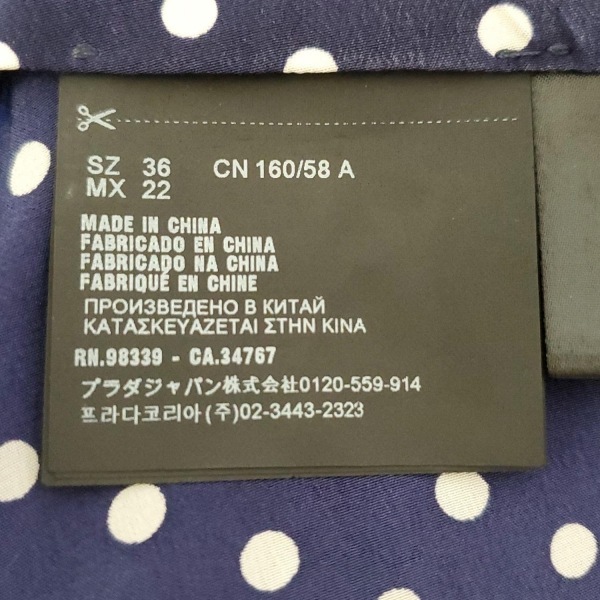 SZ 36 CN 160/58 A
MX 22
MADE IN CHINA
FABRICADO EN CHINA
FABRICADO NA CHINA
FABRIQUÉ EN CHINE
ПРОИЗВЕДЕНО В КИТАЙ
ΚΑΤΑΣΚΕΥΑΖΕΤΑΙ ΣΤΗΝ ΚΙΝΑ
RN.98339 - CA.34767
プラダジャパン株式会社0120-559-914
프라다코리아(주)02-3443-2323